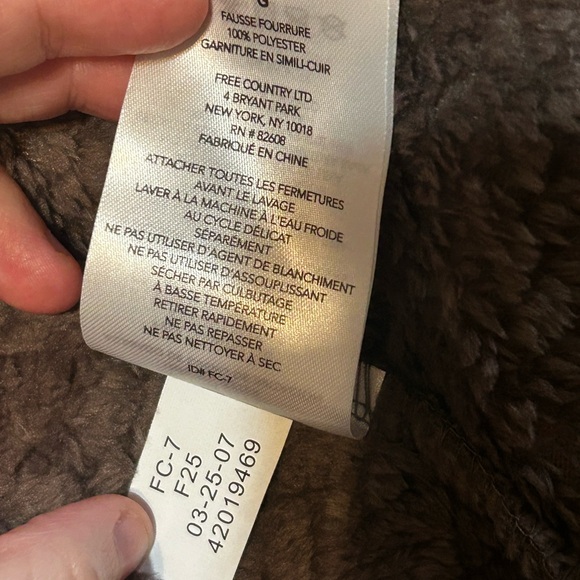 G
FAUSSE FOURRURE
100% POLYESTER
GARNITURE EN SIMILI-CUIR
FREE COUNTRY LTD
4 BRYANT PARK
NEW YORK, NY 10018
RN # 82608
FABRIQUÉ EN CHINE
ATTACHER TOUTES LES FERMETURES
AVANT LE LAVAGE
LAVER À LA MACHINE À L'EAU FROIDE
AU CYCLE DÉLICAT
SÉPARÉMENT
NE PAS UTILISER D'AGENT DE BLANCHIMENT
NE PAS UTILISER D'ASSOUPLISSANT
SÉCHER PAR CULBUTAGE
À BASSE TEMPÉRATURE
RETIRER RAPIDEMENT
NE PAS REPASSER
NE PAS NETTOYER À SEC
ID# FC-7
FC-7
F25
03-25-07
42019469